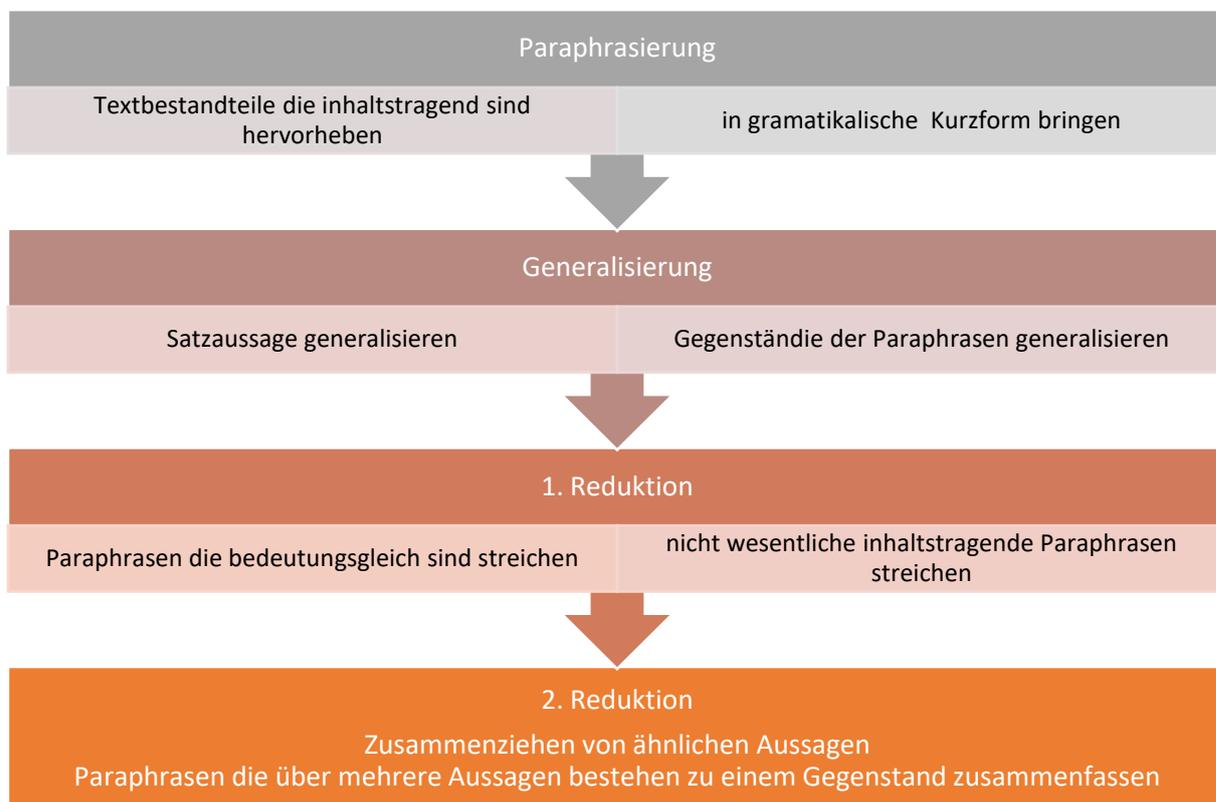 Paraphrasierung
Textbestandteile die inhaltstragend sind
hervorheben
in gramatikalische Kurzform bringen
Generalisierung
Satzaussage generalisieren
Gegenständie der Paraphrasen generalisieren
1. Reduktion
Paraphrasen die bedeutungsgleich sind streichen
nicht wesentliche inhaltstragende Paraphrasen
streichen
2. Reduktion
Zusammenziehen von ähnlichen Aussagen
Paraphrasen die über mehrere Aussagen bestehen zu einem Gegenstand zusammenfassen